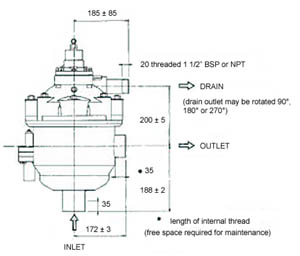 185 ± 85
20 threaded 1 1/2" BSP or NPT
DRAIN
(drain outlet may be rotated 90°,
180° or 270°)
200 ± 5
OUTLET
* 35
188 ± 2
35
* length of internal thread
(free space required for maintenance)
172 ± 3
INLET